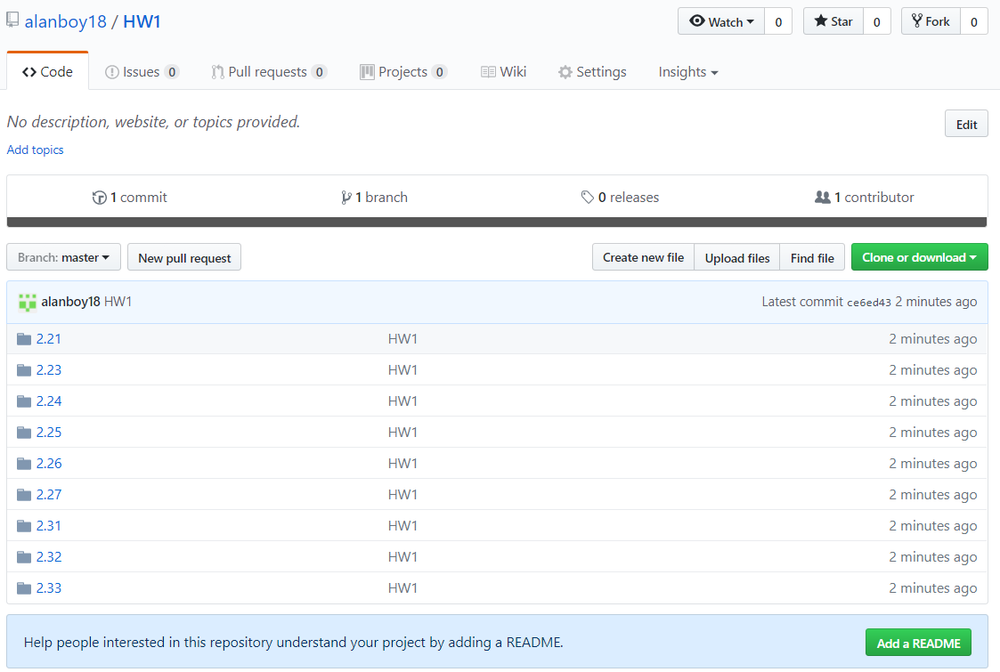 alanboy18 / HW1 Watch 0 Star 0 Fork 0
Code Issues 0 Pull requests 0 Projects 0 Wiki Settings Insights
No description, website, or topics provided. Edit
Add topics
1 commit 1 branch 0 releases 1 contributor
Branch: master New pull request Create new file Upload files Find file Clone or download
alanboy18 HW1 Latest commit ce6ed43 2 minutes ago
2.21 HW1 2 minutes ago
2.23 HW1 2 minutes ago
2.24 HW1 2 minutes ago
2.25 HW1 2 minutes ago
2.26 HW1 2 minutes ago
2.27 HW1 2 minutes ago
2.31 HW1 2 minutes ago
2.32 HW1 2 minutes ago
2.33 HW1 2 minutes ago
Help people interested in this repository understand your project by adding a README. Add a README